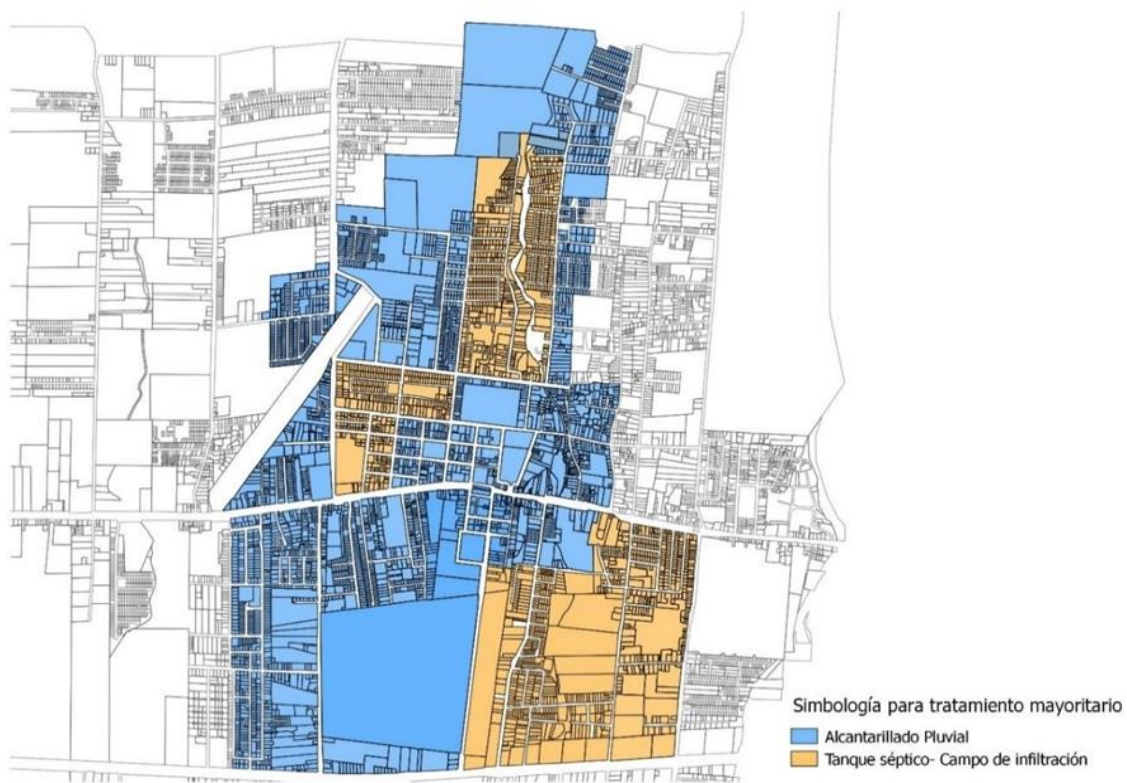 Simbología para tratamiento mayoritario
Alcantarillado Pluvial
Tanque séptico- Campo de infiltración